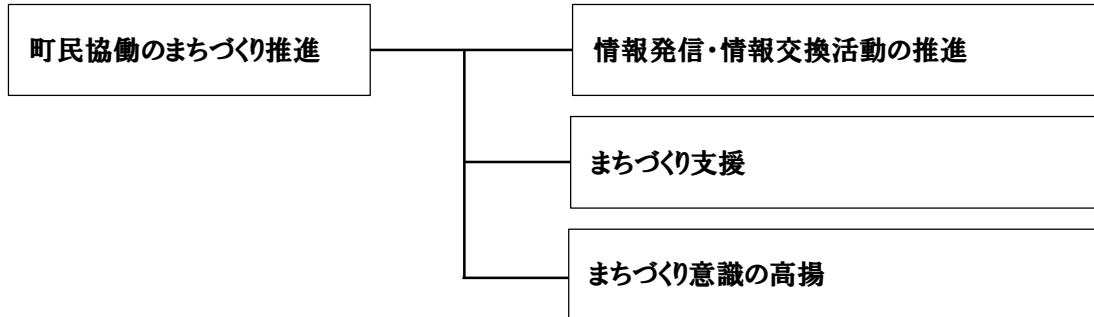 町民協働のまちづくり推進
情報発信・情報交換活動の推進
まちづくり支援
まちづくり意識の高揚